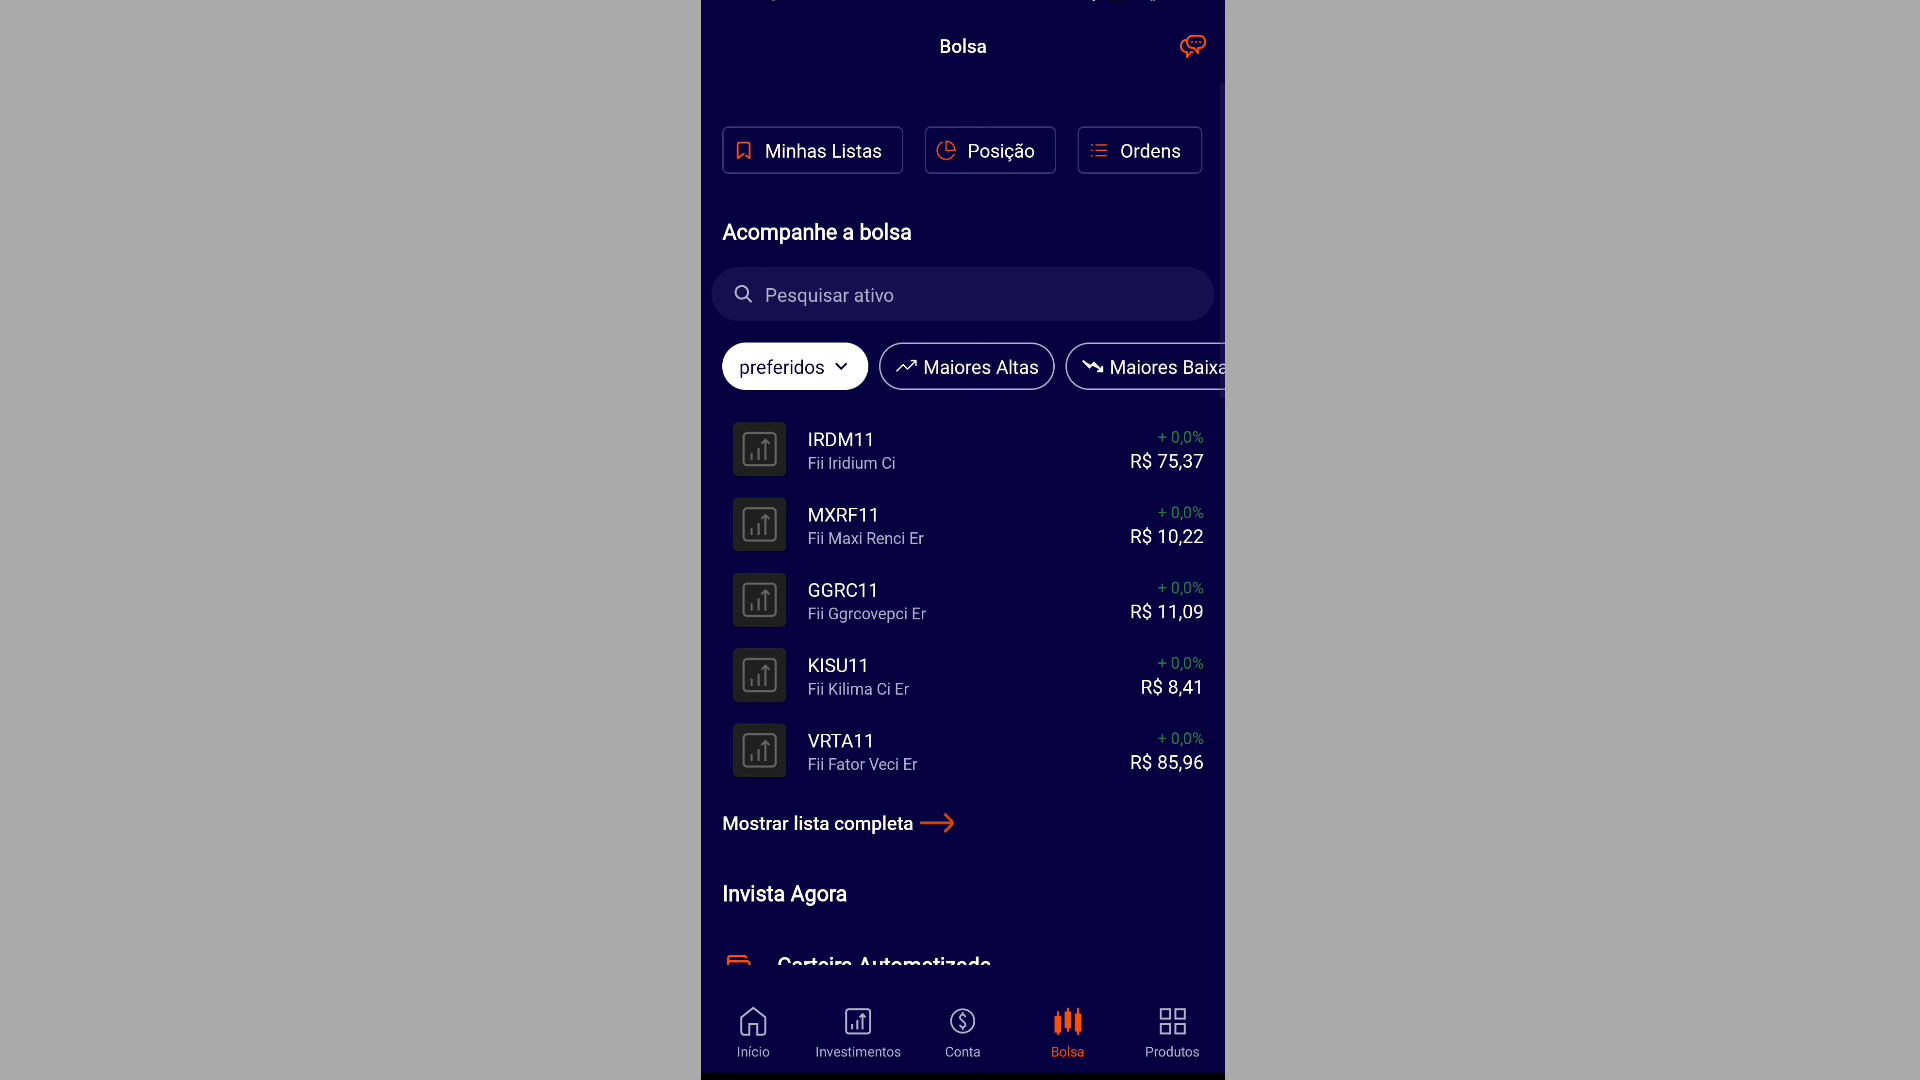 Bolsa
Minhas Listas
Posição
Ordens
Acompanhe a bolsa
Pesquisar ativo
preferidos
Maiores Altas
Maiores Baixa
IRDM11
+ 0,0%
Fii Iridium Ci
R$ 75,37
MXRF11
+ 0,0%
Fii Maxi Renci Er
R$ 10,22
GGRC11
+ 0,0%
Fii Ggrcovepci Er
R$ 11,09
KISU11
+ 0,0%
Fii Kilima Ci Er
R$ 8,41
VRTA11
+ 0,0%
Fii Fator Veci Er
R$ 85,96
Mostrar lista completa
Invista Agora
Carteira Automatizada
Início
Investimentos
Conta
Bolsa
Produtos